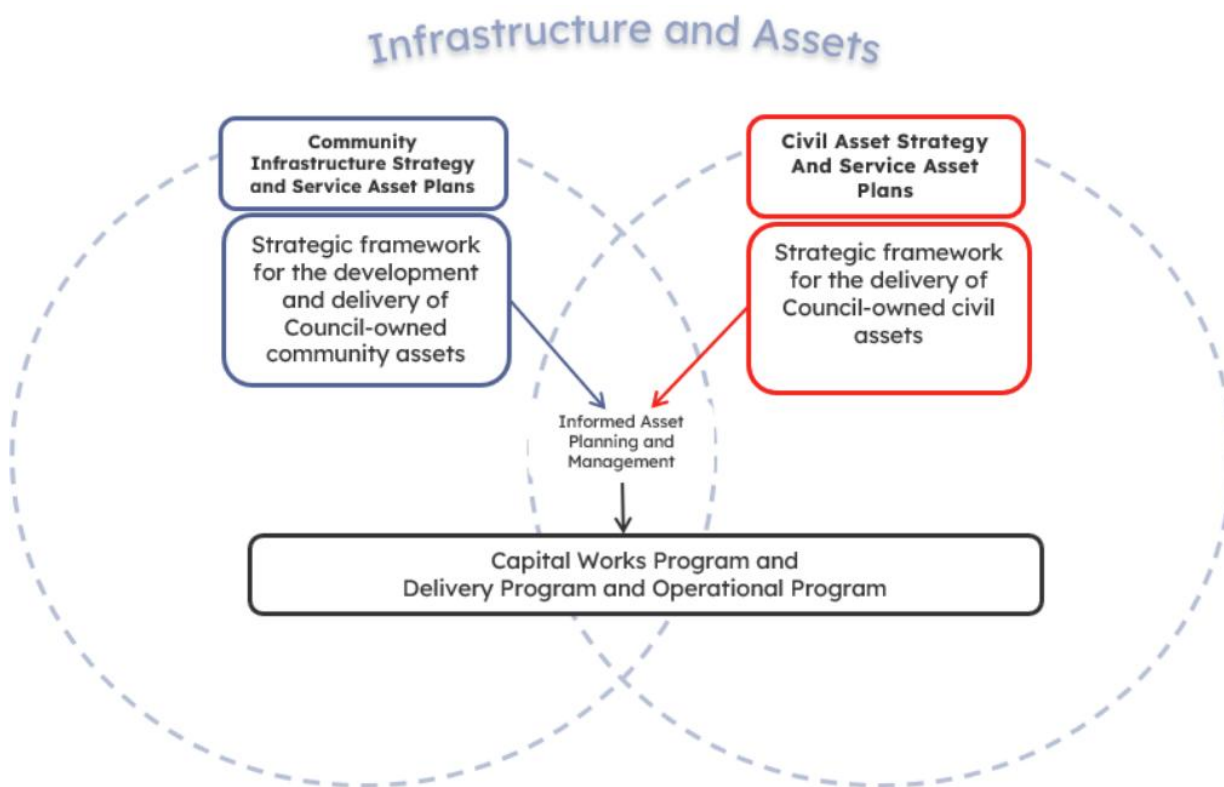 Infrastructure and Assets
Community
Infrastructure Strategy
and Service Asset Plans
Strategic framework
for the development
and delivery of
Council-owned
community assets
Civil Asset Strategy
And Service Asset
Plans
Strategic framework
for the delivery of
Council-owned civil
assets
Informed Asset
Planning and
Management
Capital Works Program and
Delivery Program and Operational Program